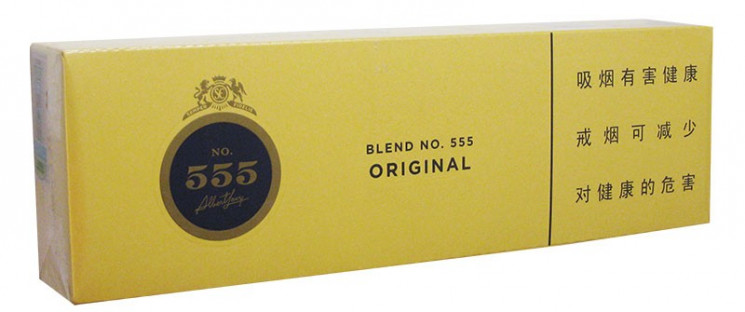 NO.
555
BLEND NO. 555
ORIGINAL
吸烟有害健康
戒烟可减少
对健康的危害